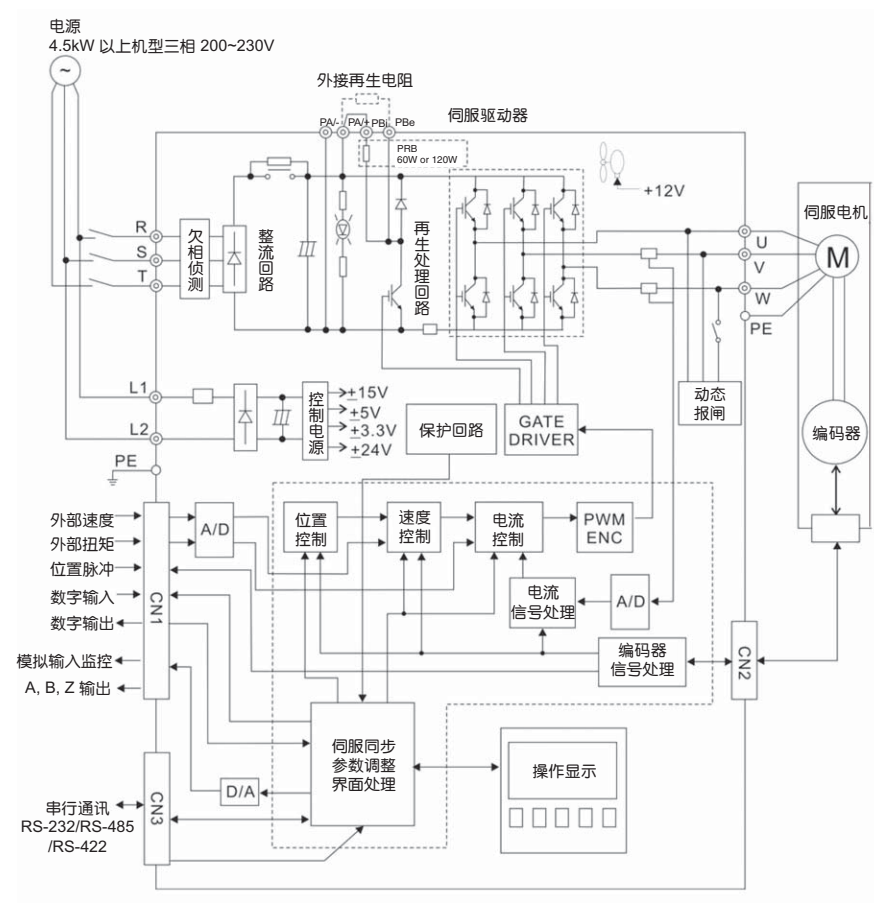 电源
4.5kW 以上机型三相 200~230V
~
外接再生电阻
伺服驱动器
PA/-
PA/+
PBi
PBe
PRB
60W or 120W
+12V
伺服电机
R
S
T
欠相侦测
整流回路
再生处理回路
U
V
W
PE
M
L1
L2
PE
控制电源
+15V
+5V
+3.3V
+24V
保护回路
GATE
DRIVER
动态
报闸
编码器
外部速度
外部扭矩
位置脉冲
数字输入
数字输出
模拟输入监控
A, B, Z 输出
CN1
A/D
位置
控制
速度
控制
电流
控制
PWM
ENC
电流
信号处理
A/D
编码器
信号处理
CN2
伺服同步
参数调整
界面处理
D/A
操作显示
CN3
串行通讯
RS-232/RS-485
/RS-422